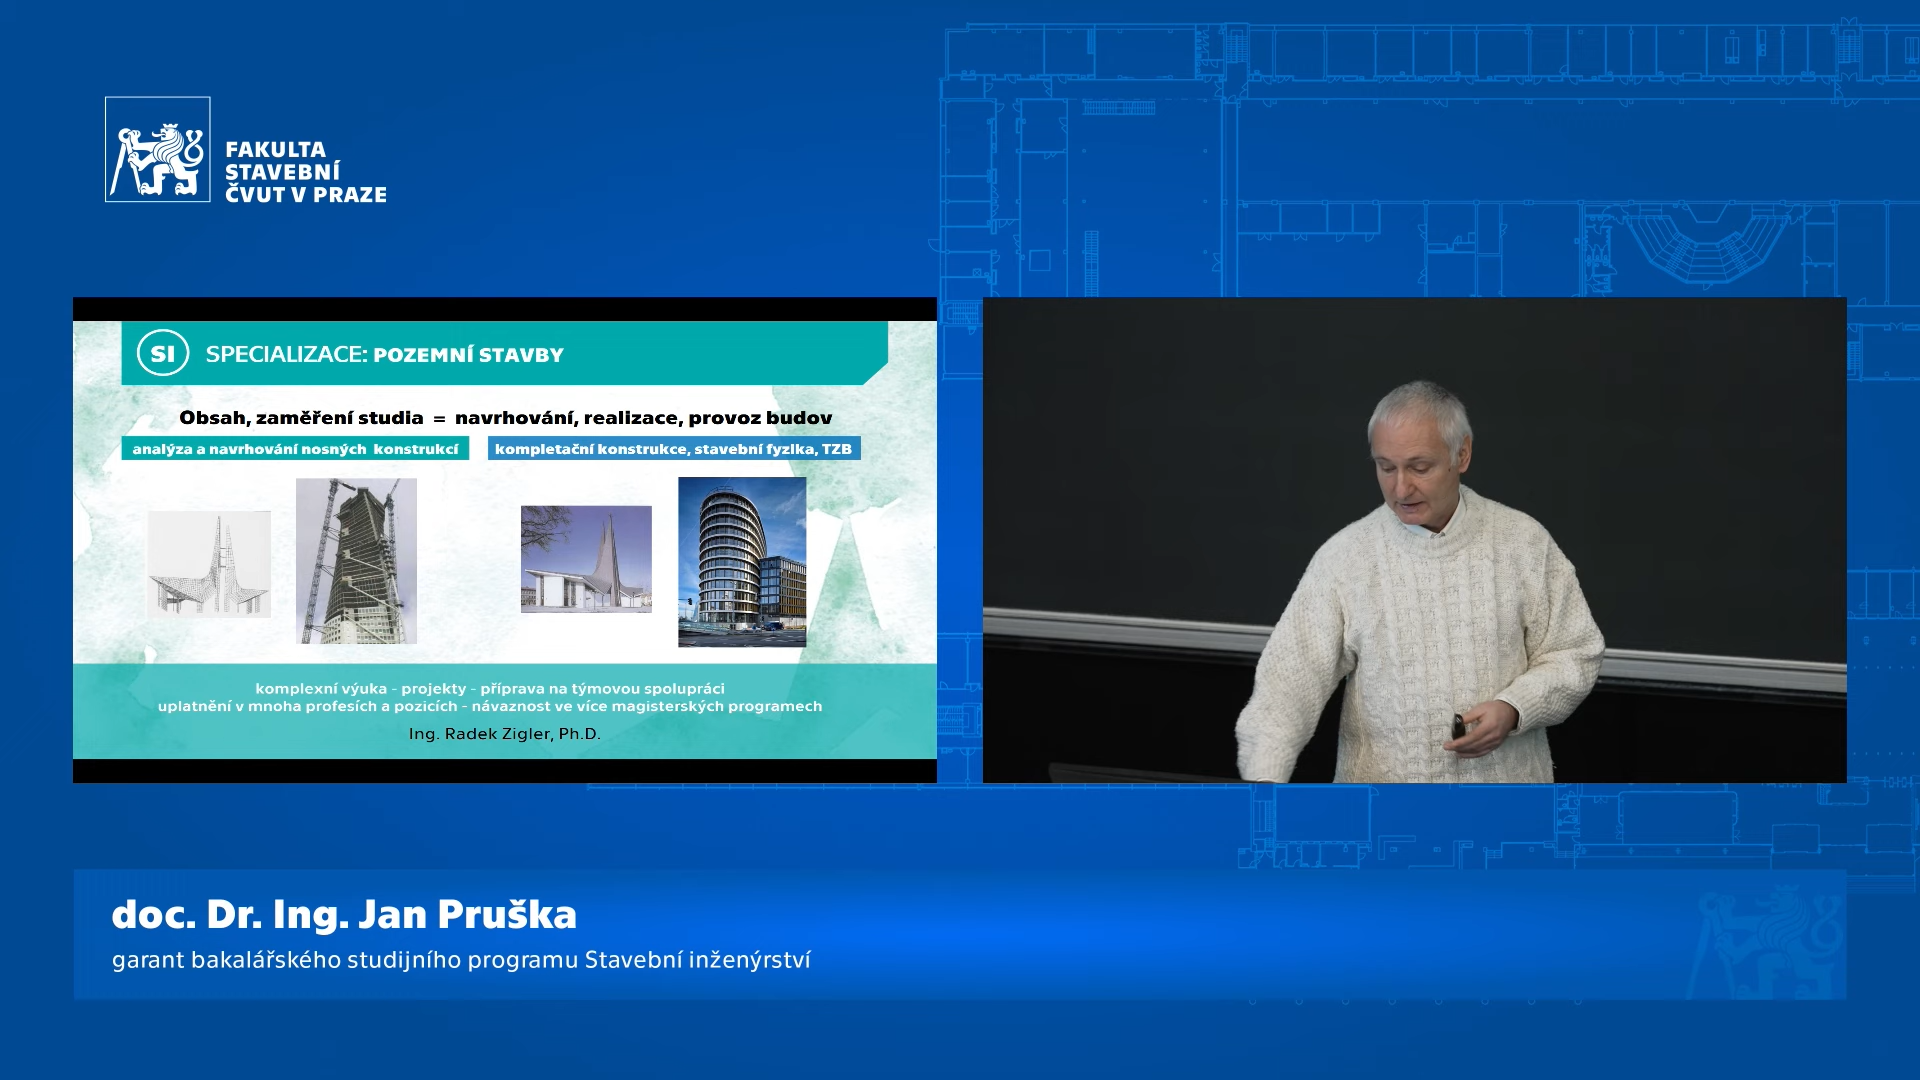 FAKULTA
STAVEBNÍ
ČVUT V PRAZE
SI SPECIALIZACE: POZEMNÍ STAVBY
Obsah, zaměření studia = navrhování, realizace, provoz budov
analýza a navrhování nosných konstrukcí
kompletační konstrukce, stavební fyzika, TZB
komplexní výuka - projekty - příprava na týmovou spolupráci
uplatnění v mnoha profesích a pozicích - návaznost ve více magisterských programech
Ing. Radek Zigler, Ph.D.
doc. Dr. Ing. Jan Pruška
garant bakalářského studijního programu Stavební inženýrství